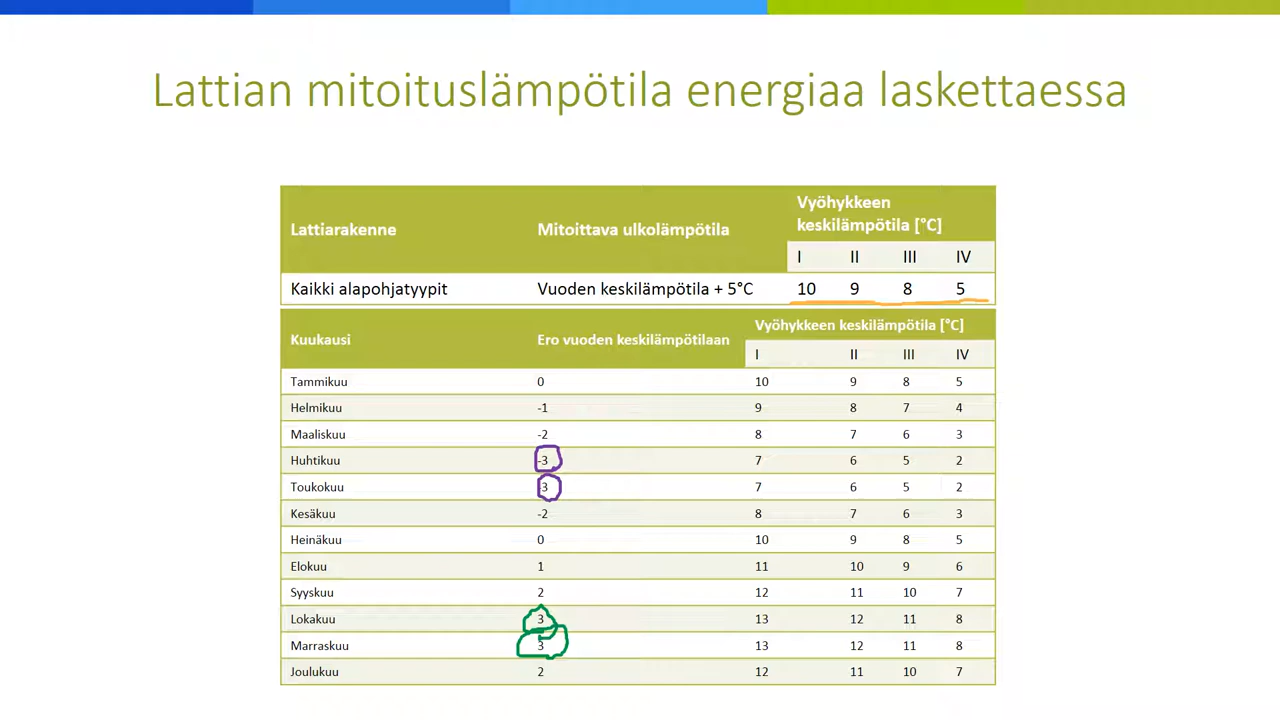 Lattian mitoituslämpötila energiaa laskettaessa
Lattiarakenne Mitoittava ulkolämpötila Vyöhykkeen keskilämpötila [°C]
I II III IV
Kaikki alapohjatyypit Vuoden keskilämpötila + 5°C 10 9 8 5
Kuukausi Ero vuoden keskilämpötilaan Vyöhykkeen keskilämpötila [°C]
I II III IV
Tammikuu 0 10 9 8 5
Helmikuu -1 9 8 7 4
Maaliskuu -2 8 7 6 3
Huhtikuu -3 7 6 5 2
Toukokuu -3 7 6 5 2
Kesäkuu -2 8 7 6 3
Heinäkuu 0 10 9 8 5
Elokuu 1 11 10 9 6
Syyskuu 2 12 11 10 7
Lokakuu 3 13 12 11 8
Marraskuu 3 13 12 11 8
Joulukuu 2 12 11 10 7